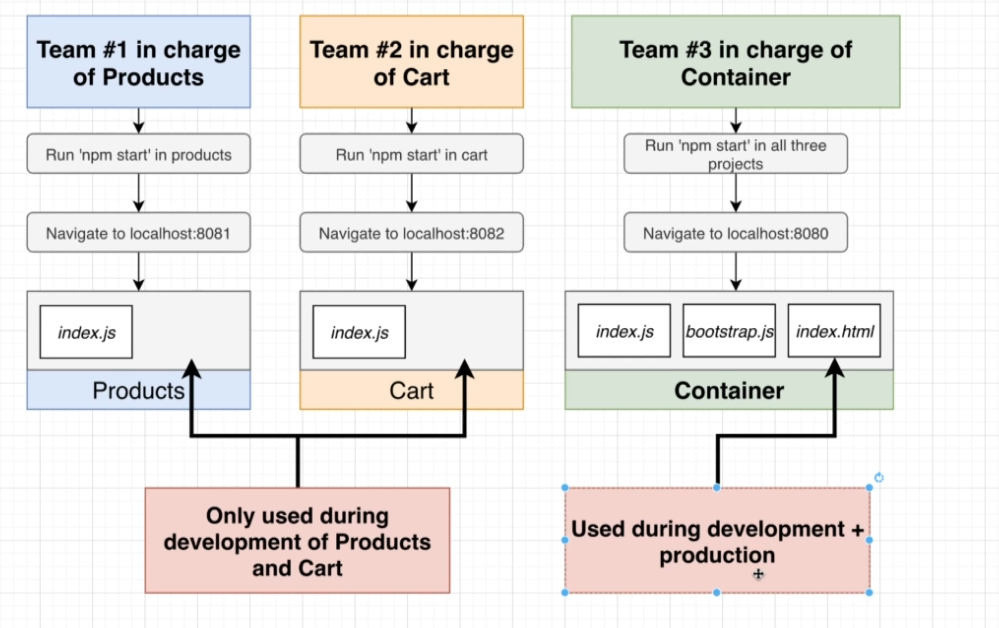 Team #1 in charge
of Products
Team #2 in charge
of Cart
Team #3 in charge of
Container
Run 'npm start' in products
Run 'npm start' in cart
Run 'npm start' in all three
projects
Navigate to localhost:8081
Navigate to localhost:8082
Navigate to localhost:8080
index.js
index.js
index.js
bootstrap.js
index.html
Products
Cart
Container
Only used during
development of Products
and Cart
Used during development +
production